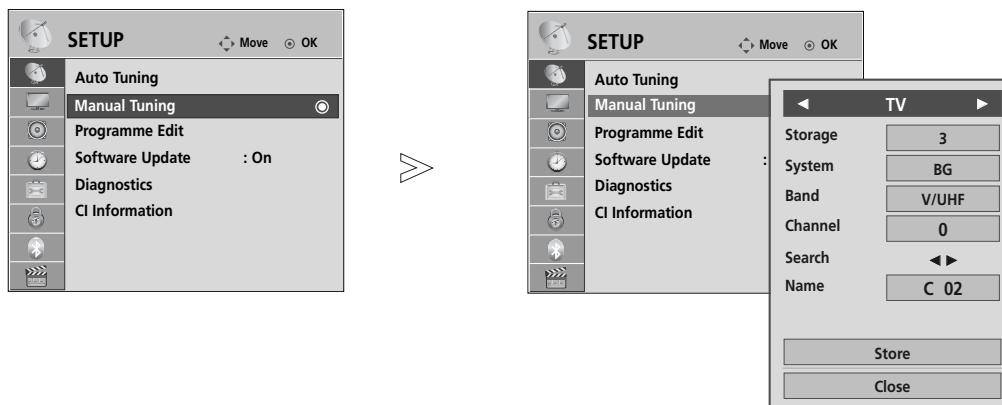 SETUP Move OK
Auto Tuning
Manual Tuning
Programme Edit
Software Update : On
Diagnostics
CI Information
SETUP Move OK
Auto Tuning
Manual Tuning
Programme Edit
Software Update :
Diagnostics
CI Information
◄ TV ►
Storage 3
System BG
Band V/UHF
Channel 0
Search ◄ ►
Name C 02
Store
Close